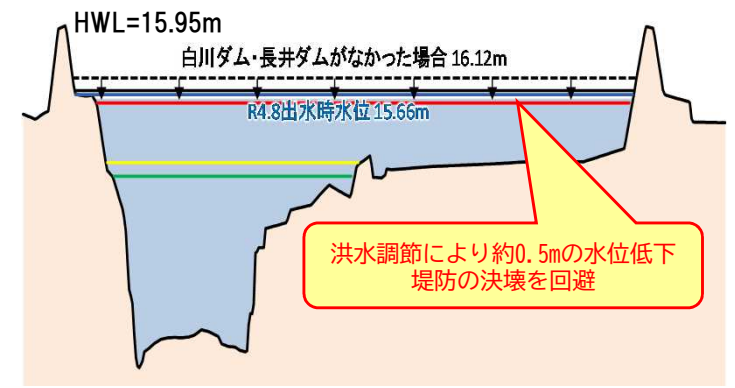 HWL=15.95m
白川ダム・長井ダムがなかった場合 16.12m
R4.8出水時水位 15.66m
洪水調節により約0.5mの水位低下
堤防の決壊を回避